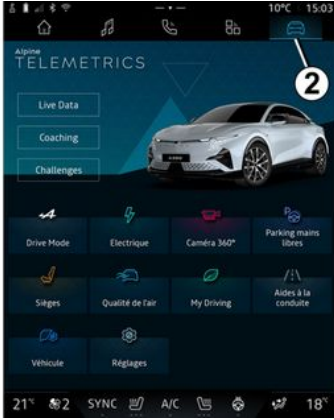 10°C 15:03
Alpine
TELEMETRICS
2
Live Data
Coaching
Challenges
Drive Mode
Electrique
Caméra 360°
Parking mains
libres
Sièges
Qualité de l'air
My Driving
Aides à la
conduite
Véhicule
Réglages
21°c 2 SYNC A/C 18°